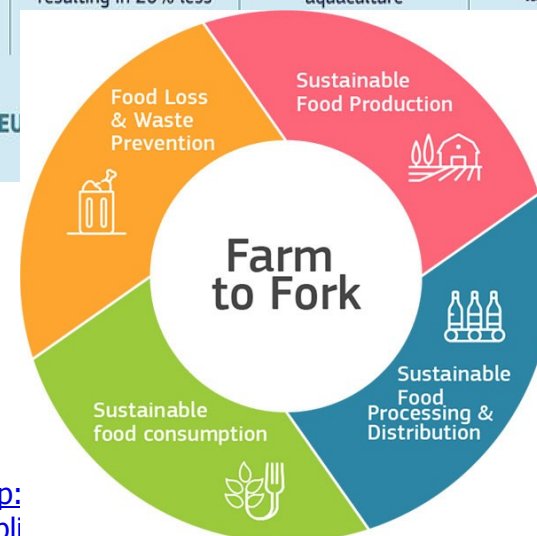 resulting in 20% less
aquaculture
EU
Food Loss
& Waste
Prevention
Sustainable
Food Production
Farm
to Fork
Sustainable
Food
Processing &
Distribution
Sustainable
food consumption
p: